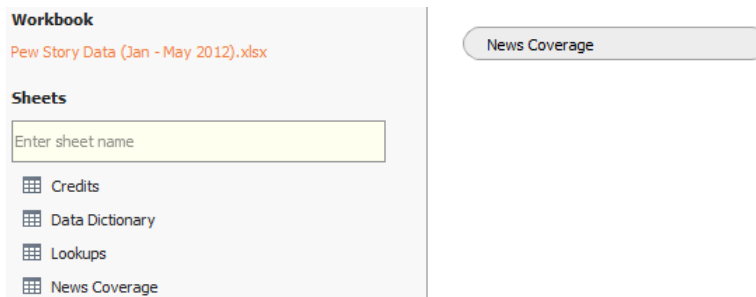 Workbook
Pew Story Data (Jan - May 2012).xlsx
Sheets
Enter sheet name
Credits
Data Dictionary
Lookups
News Coverage
News Coverage